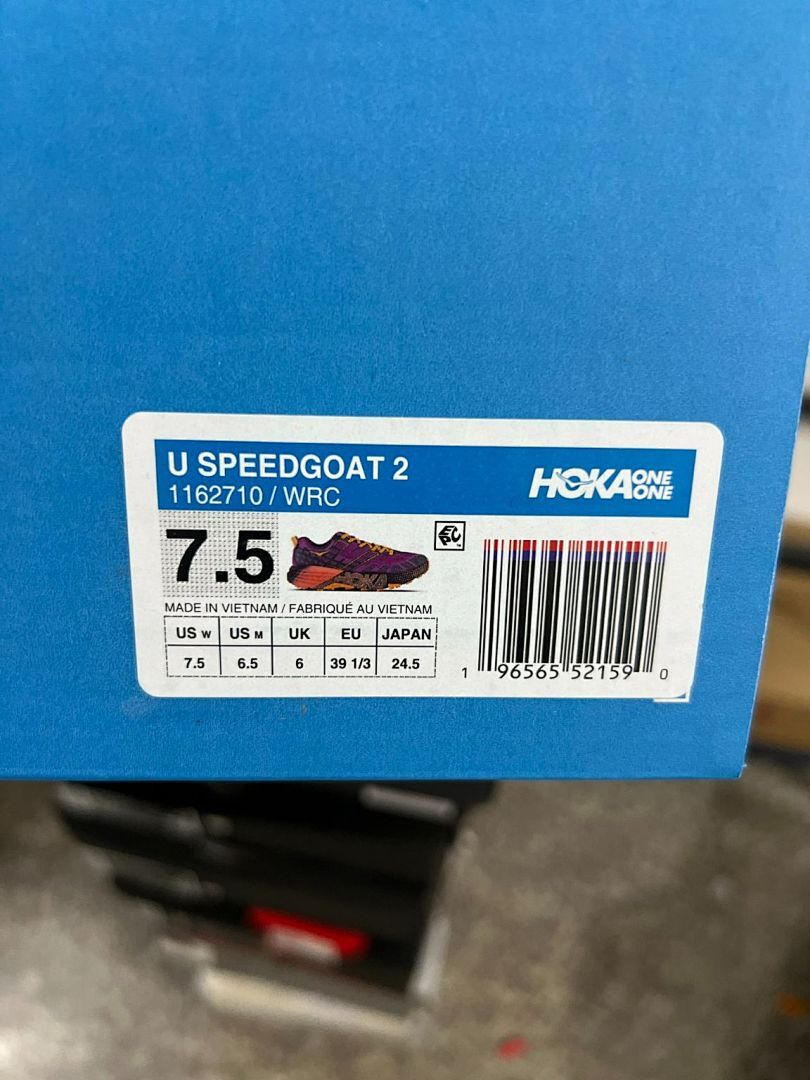 U SPEEDGOAT 2
1162710 / WRC
HOKA ONE ONE
7.5
HOKA
MADE IN VIETNAM / FABRIQUÉ AU VIETNAM
US W US M UK EU JAPAN
7.5 6.5 6 39 1/3 24.5
1 96565 52159 0